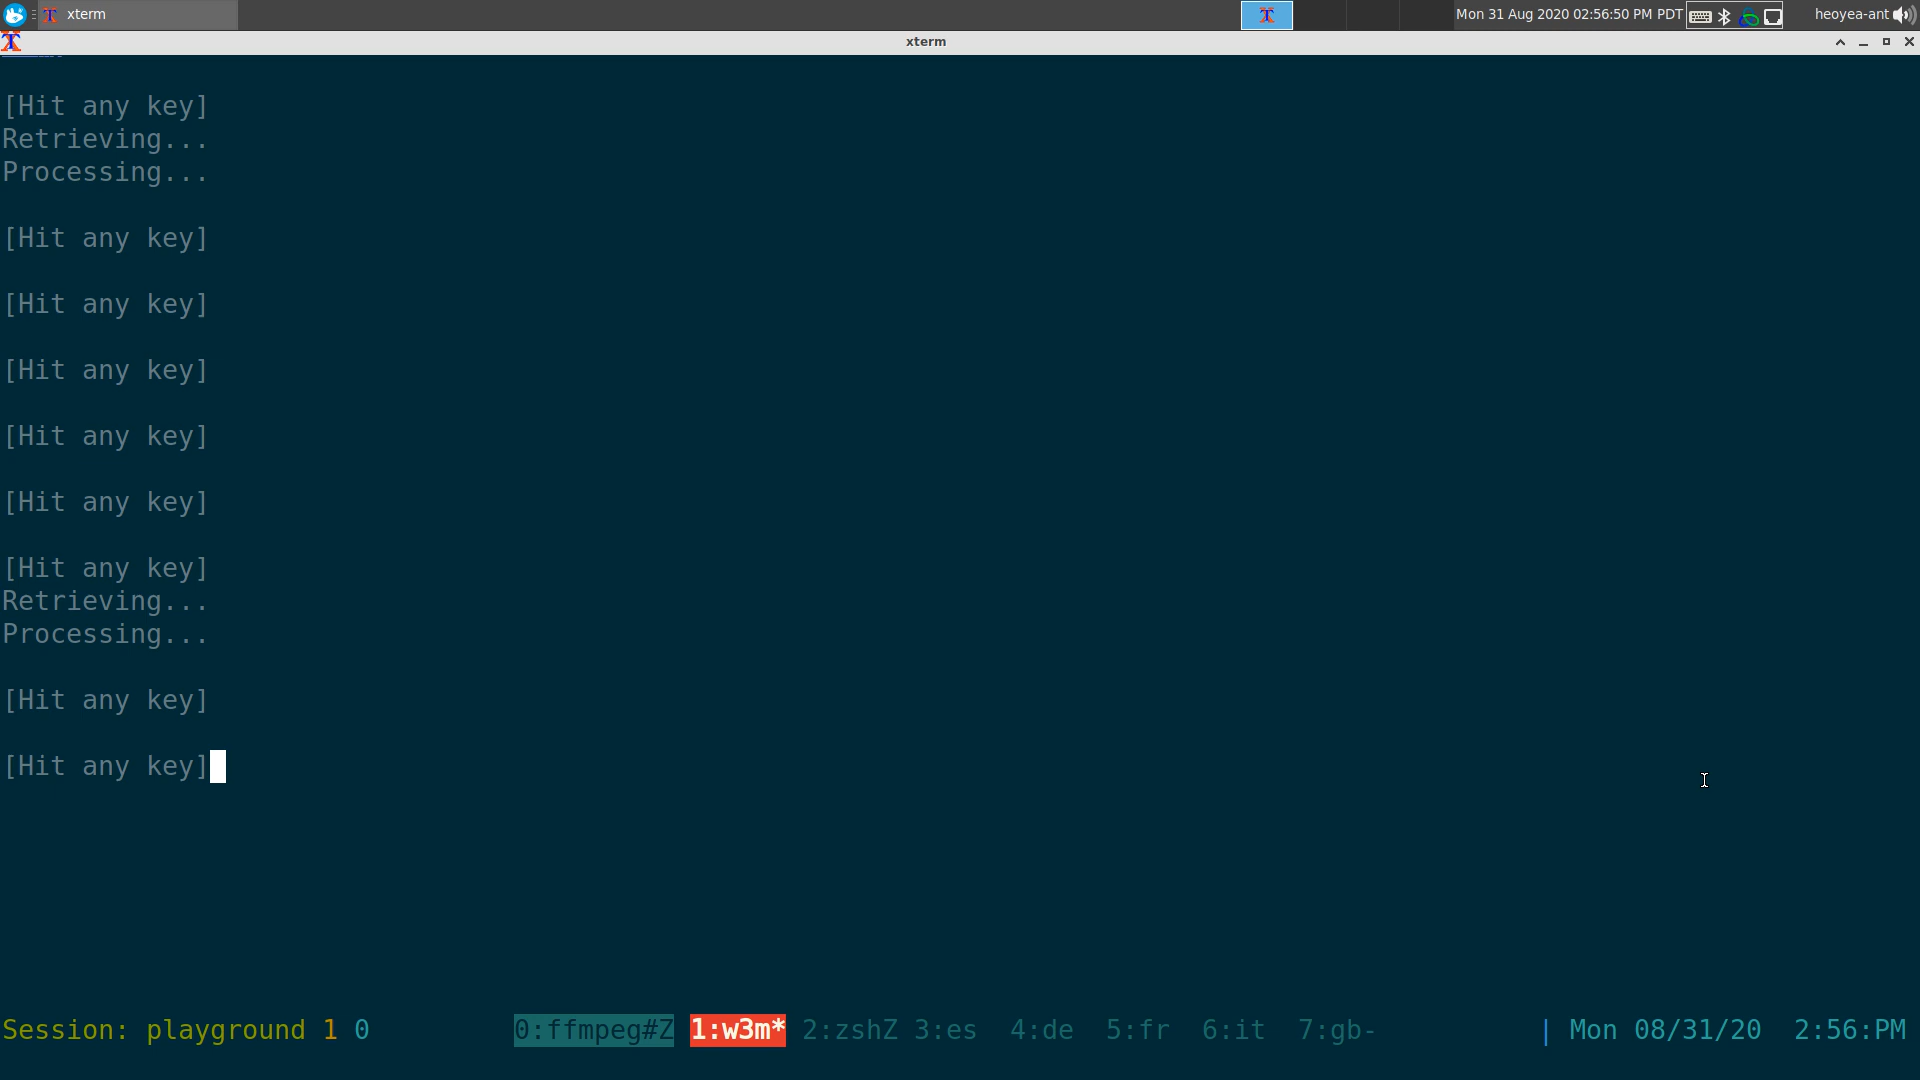 xterm
Mon 31 Aug 2020 02:56:50 PM PDT
heoyea-ant
xterm
[Hit any key]
Retrieving...
Processing...
[Hit any key]
[Hit any key]
[Hit any key]
[Hit any key]
[Hit any key]
[Hit any key]
Retrieving...
Processing...
[Hit any key]
[Hit any key]
Session: playground 1 0 0:ffmpeg#Z 1:w3m* 2:zshZ 3:es 4:de 5:fr 6:it 7:gb- | Mon 08/31/20 2:56:PM